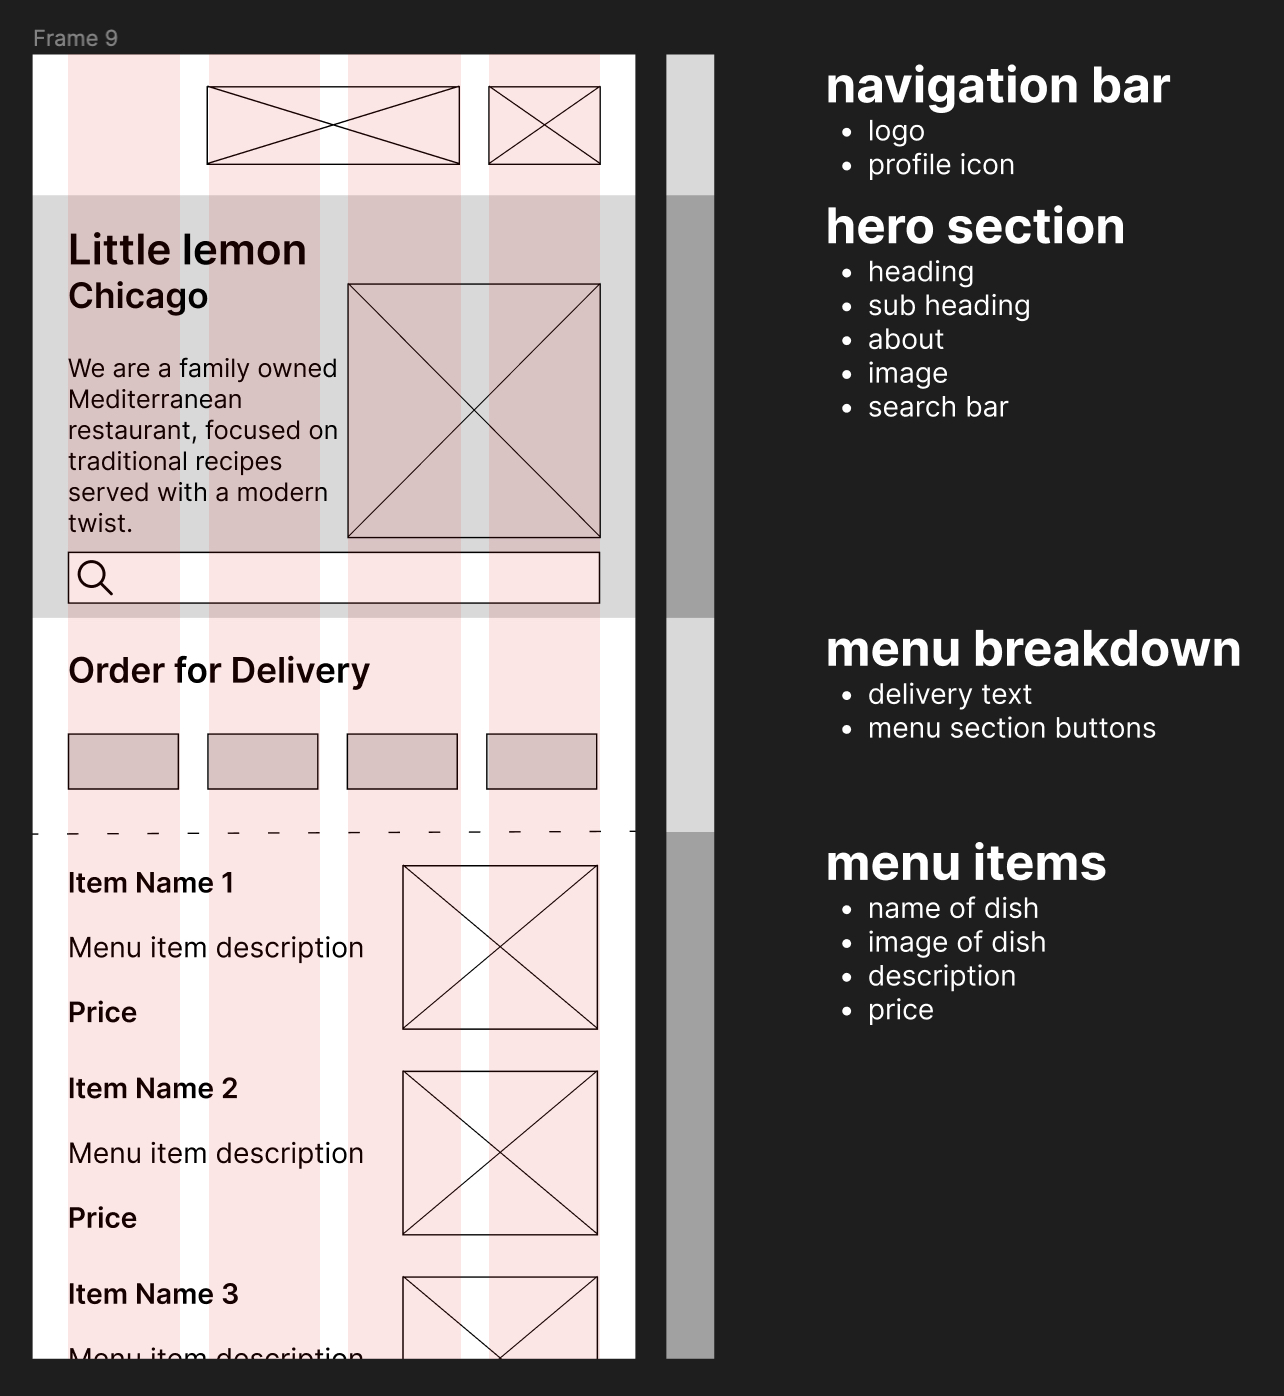 Frame 9
Little lemon
Chicago
We are a family owned
Mediterranean
restaurant, focused on
traditional recipes
served with a modern
twist.
Order for Delivery
Item Name 1
Menu item description
Price
Item Name 2
Menu item description
Price
Item Name 3
Menu item description
navigation bar
• logo
• profile icon
hero section
• heading
• sub heading
• about
• image
• search bar
menu breakdown
• delivery text
• menu section buttons
menu items
• name of dish
• image of dish
• description
• price